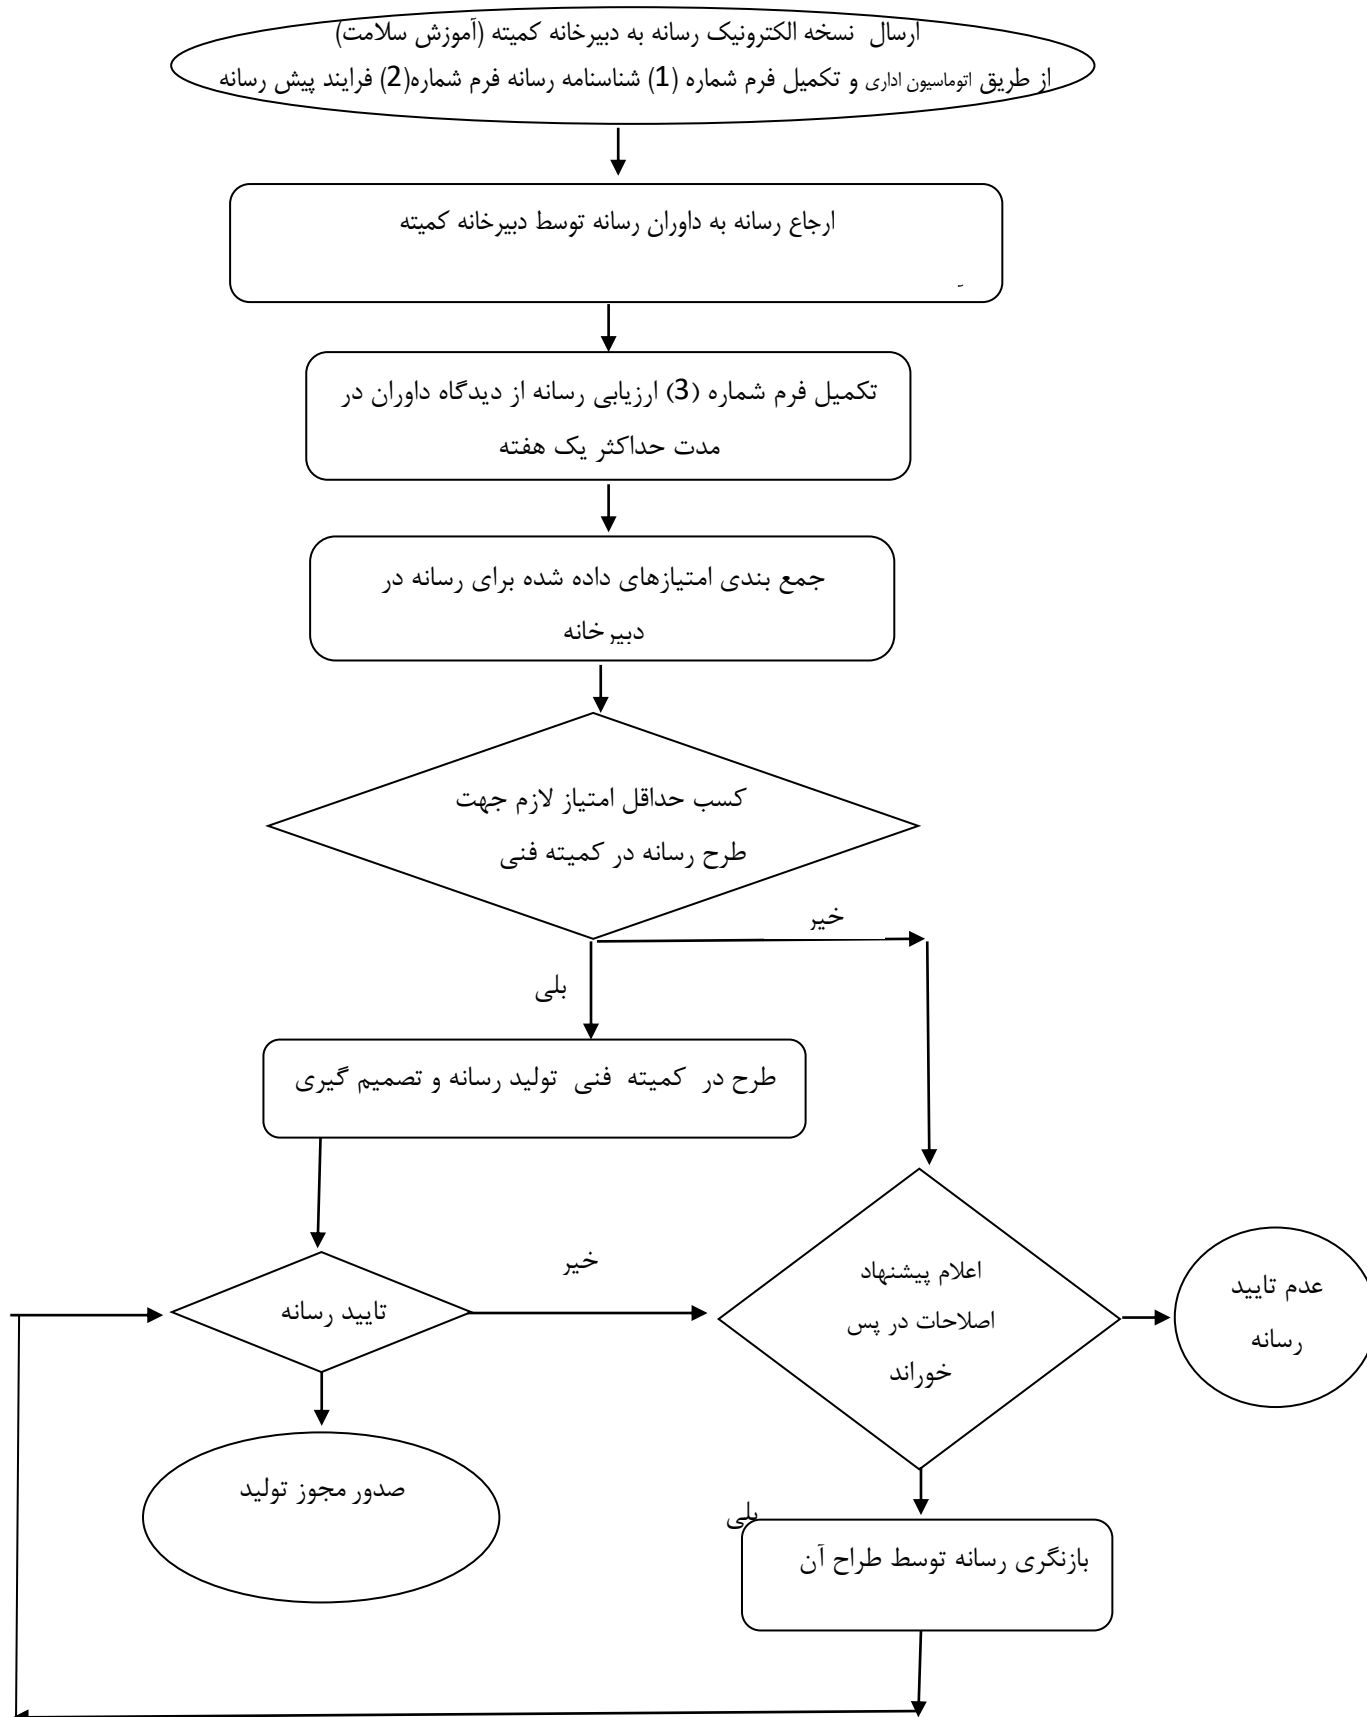 ارسال نسخه الکترونیک رسانه به دبیرخانه کمیته (آموزش سلامت)
از طریق اتوماسیون اداری و تکمیل فرم شماره (1) شناسنامه رسانه فرم شماره(2) فرایند پیش رسانه
ارجاع رسانه به داوران رسانه توسط دبیرخانه کمیته
تکمیل فرم شماره (3) ارزیابی رسانه از دیدگاه داوران در
مدت حداکثر یک هفته
جمع بندی امتیازهای داده شده برای رسانه در
دبیرخانه
کسب حداقل امتیاز لازم جهت
طرح رسانه در کمیته فنی
خیر
بلی
طرح در کمیته فنی تولید رسانه و تصمیم گیری
خیر
تایید رسانه
اعلام پیشنهاد
اصلاحات در پس
خوراند
عدم تایید
رسانه
صدور مجوز تولید
بلی
بازنگری رسانه توسط طراح آن